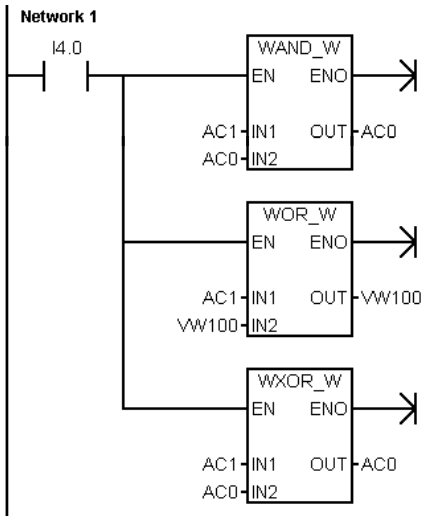 Network 1
I4.0
WAND_W
EN ENO
AC1 IN1 OUT AC0
AC0 IN2
WOR_W
EN ENO
AC1 IN1 OUT VW100
VW100 IN2
WXOR_W
EN ENO
AC1 IN1 OUT AC0
AC0 IN2